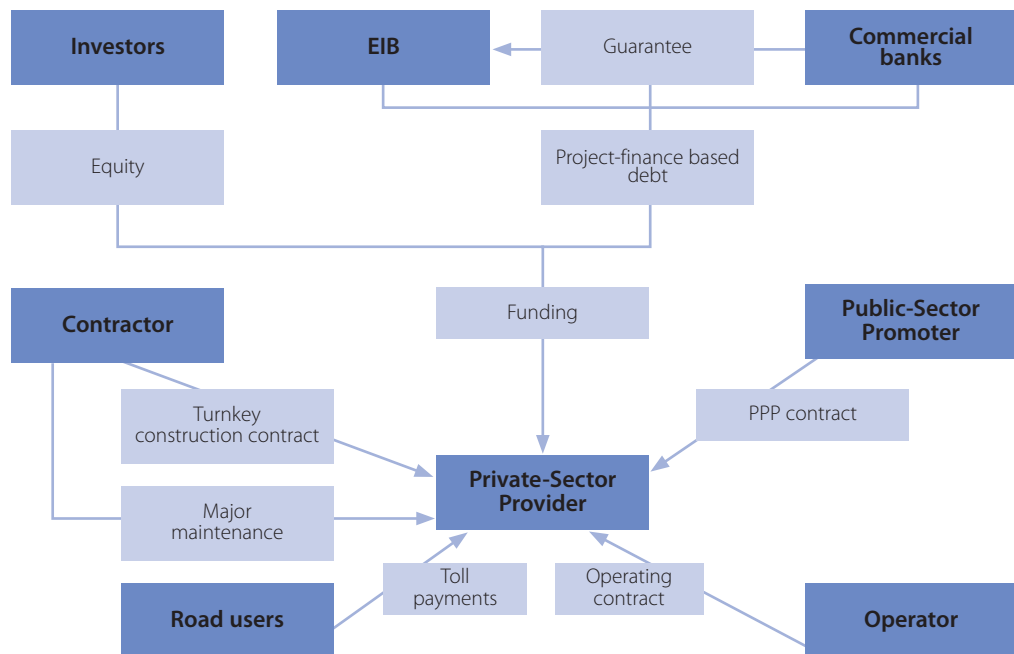 Investors
EIB
Guarantee
Commercial
banks
Equity
Project-finance based
debt
Contractor
Funding
Public-Sector
Promoter
Turnkey
construction contract
PPP contract
Private-Sector
Provider
Major
maintenance
Toll
payments
Operating
contract
Road users
Operator